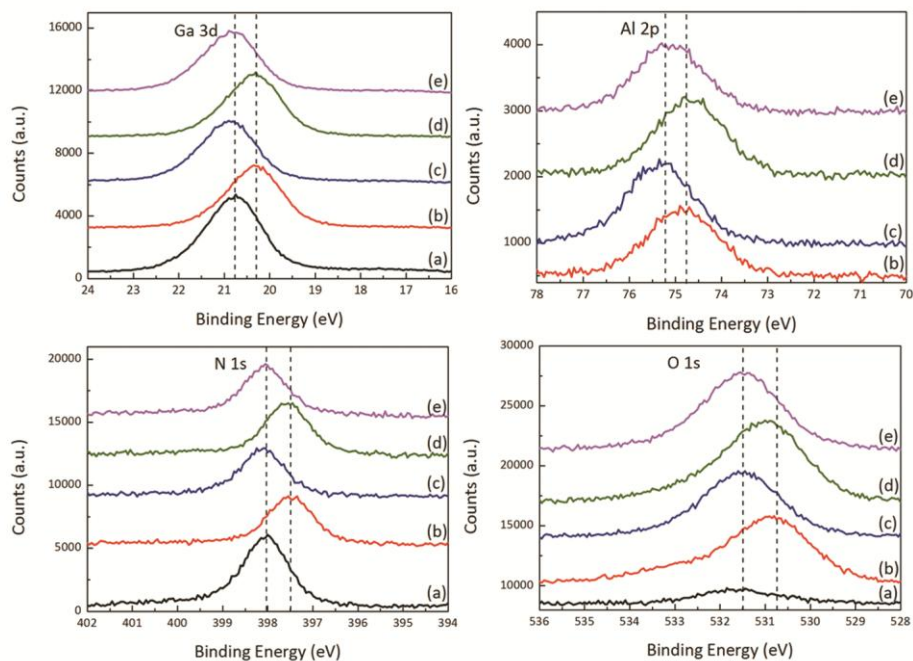 Ga 3d
16000
12000
8000
4000
0
Counts (a.u.)
(e)
(d)
(c)
(b)
(a)
24 23 22 21 20 19 18 17 16
Binding Energy (eV)
Al 2p
4000
3000
2000
1000
Counts (a.u.)
(e)
(d)
(c)
(b)
78 77 76 75 74 73 72 71 70
Binding Energy (eV)
N 1s
20000
15000
10000
5000
0
Counts (a.u.)
(e)
(d)
(c)
(b)
(a)
402 400 399 398 397 396 395 394
Binding Energy (eV)
O 1s
30000
25000
20000
15000
10000
Counts (a.u.)
(e)
(d)
(c)
(b)
(a)
536 534 533 532 531 530 529 528
Binding Energy (eV)